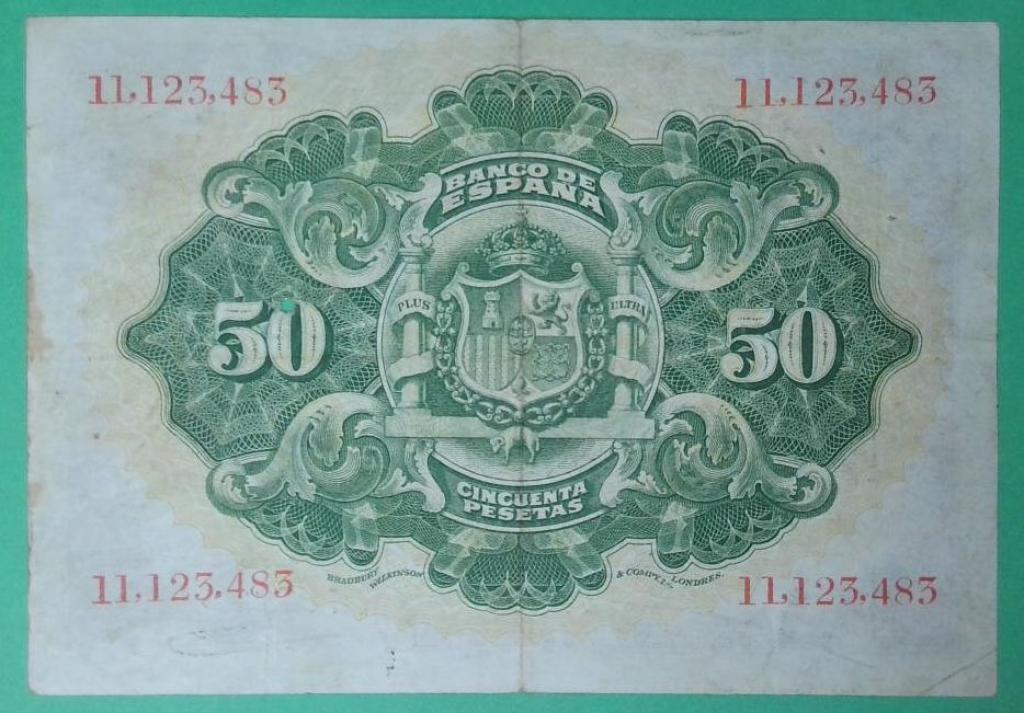 11,123,483 11,123,483
BANCO DE
ESPAÑA
PLUS ULTRA
50 50
CINCUENTA
PESETAS
BRADBURY WILKINSON & COMPY. LD. LONDRES.
11,123,483 11,123,483